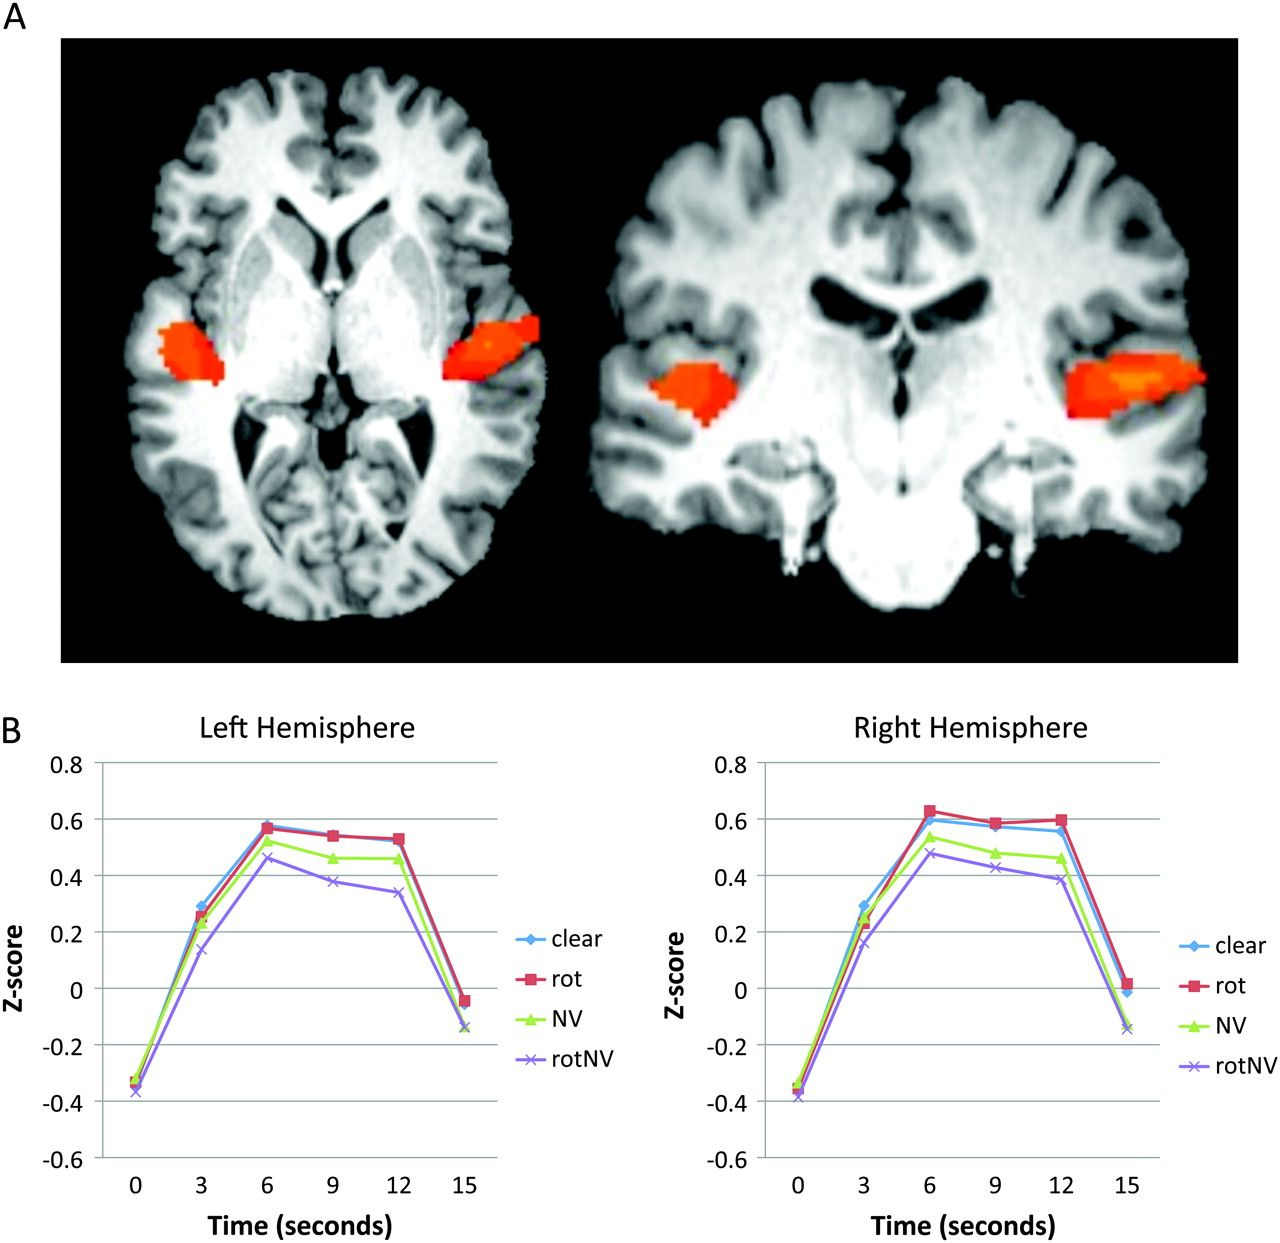 A
B
Left Hemisphere
0.8
0.6
0.4
0.2
0
-0.2
-0.4
-0.6
Z-score
0 3 6 9 12 15
Time (seconds)
clear
rot
NV
rotNV
Right Hemisphere
0.8
0.6
0.4
0.2
0
-0.2
-0.4
-0.6
Z-score
0 3 6 9 12 15
Time (seconds)
clear
rot
NV
rotNV